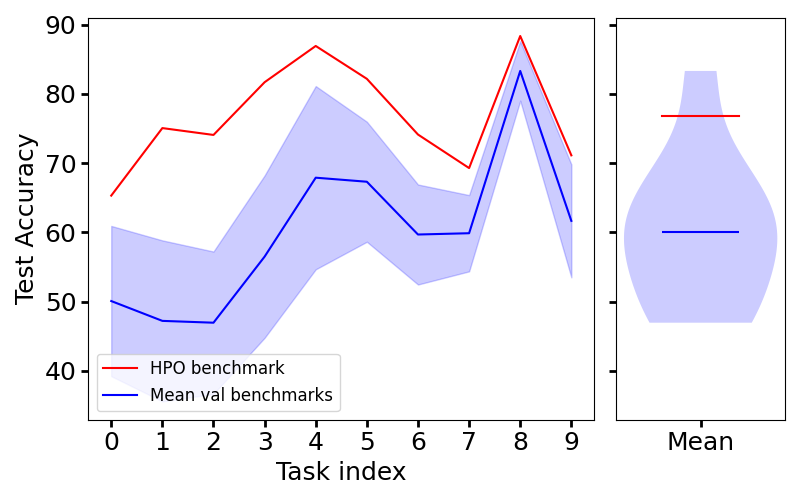 90
80
70
60
50
40
Test Accuracy
HPO benchmark
Mean val benchmarks
0 1 2 3 4 5 6 7 8 9
Task index
Mean